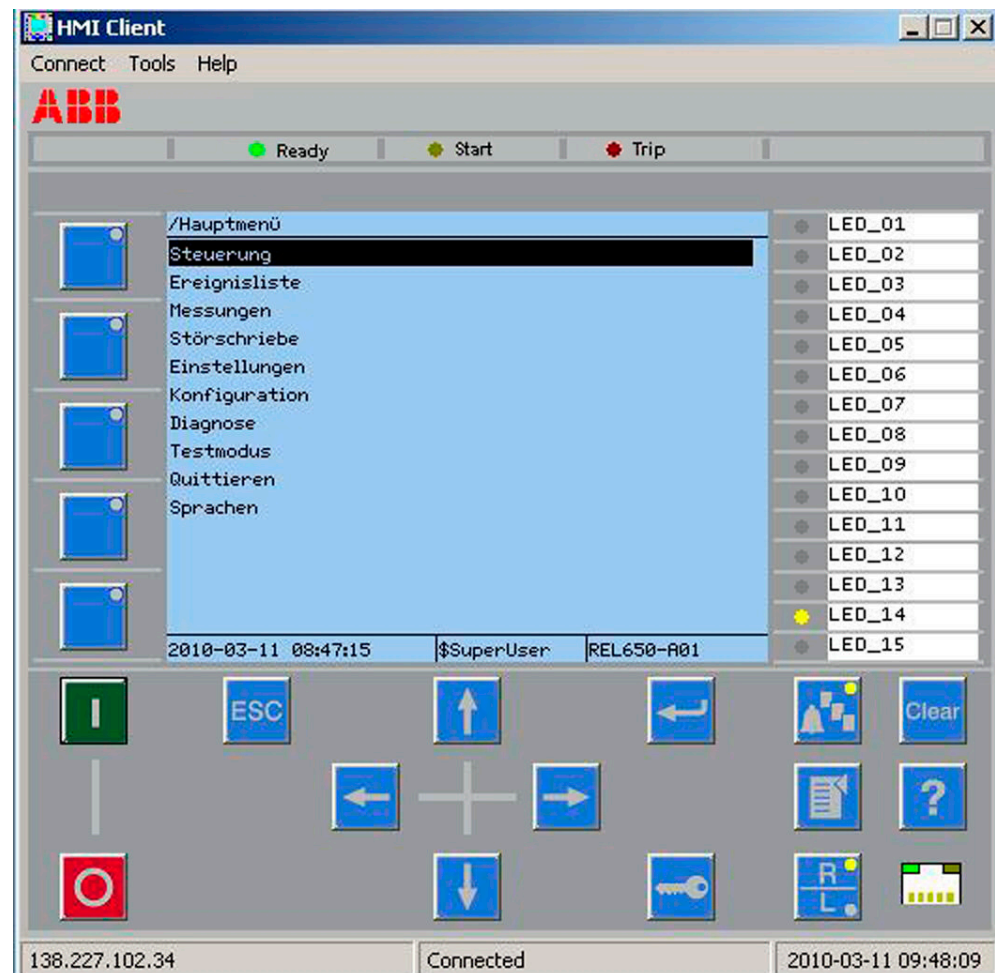 HMI Client
Connect Tools Help
ABB
Ready Start Trip
/Hauptmenü
Steuerung
Ereignisliste
Messungen
Störschriebe
Einstellungen
Konfiguration
Diagnose
Testmodus
Quittieren
Sprachen
2010-03-11 08:47:15 $SuperUser REL650-A01
LED_01
LED_02
LED_03
LED_04
LED_05
LED_06
LED_07
LED_08
LED_09
LED_10
LED_11
LED_12
LED_13
LED_14
LED_15
I ESC Clear
?
O R
L
138.227.102.34 Connected 2010-03-11 09:48:09